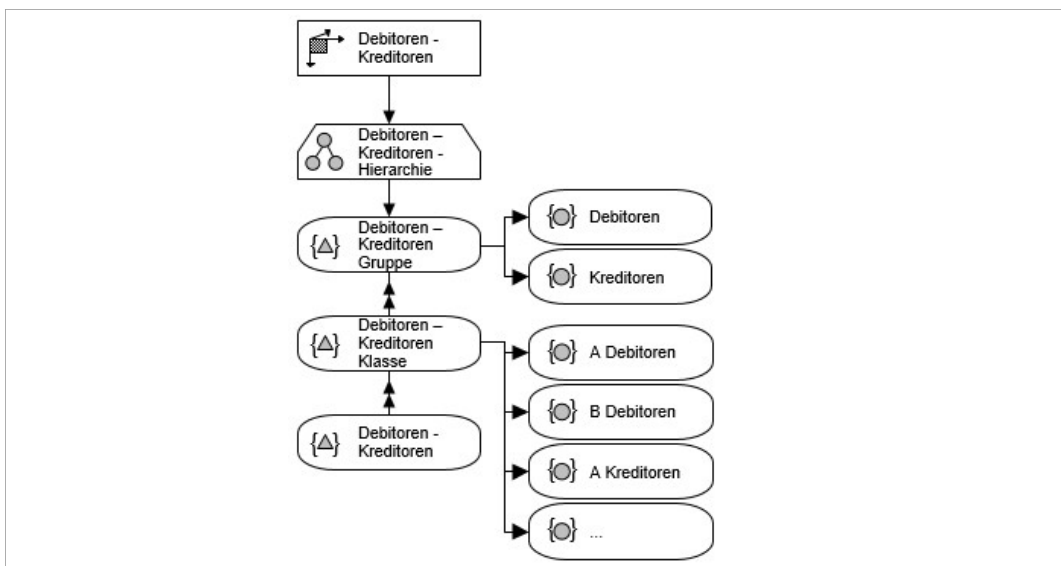 Debitoren -
Kreditoren
Debitoren –
Kreditoren -
Hierarchie
Debitoren –
Kreditoren
Gruppe
Debitoren
Kreditoren
Debitoren –
Kreditoren
Klasse
A Debitoren
B Debitoren
Debitoren -
Kreditoren
A Kreditoren
...